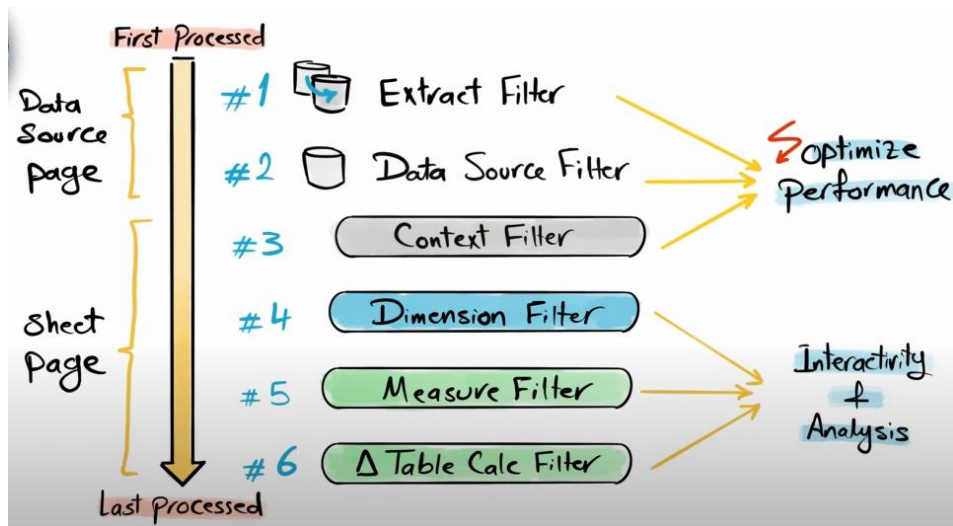 First Processed
Data
Source
page
#1 Extract Filter
#2 Data Source Filter
#3 Context Filter
Optimize
performance
Sheet
page
#4 Dimension Filter
#5 Measure Filter
#6 Δ Table Calc Filter
Interactivity
&
Analysis
Last processed